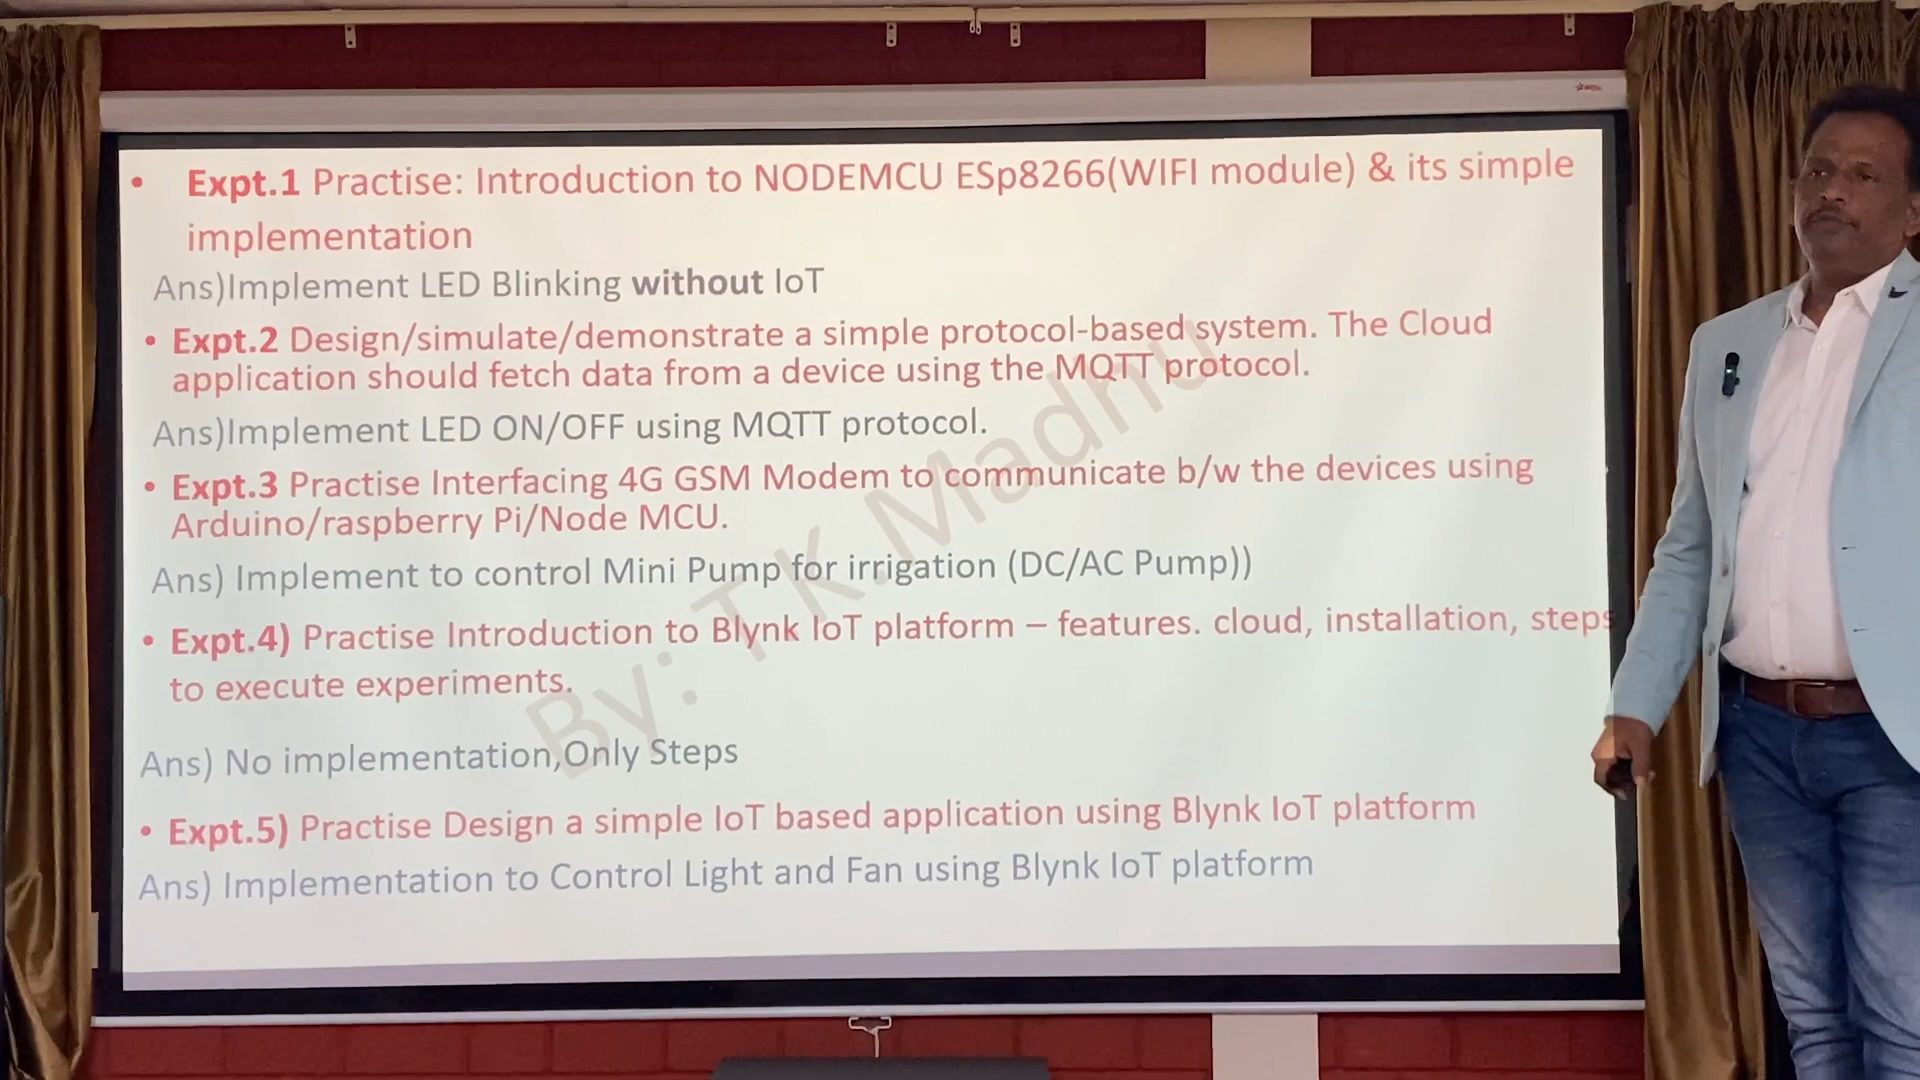 • Expt.1 Practise: Introduction to NODEMCU ESp8266(WIFI module) & its simple
implementation
Ans)Implement LED Blinking without IoT
• Expt.2 Design/simulate/demonstrate a simple protocol-based system. The Cloud
application should fetch data from a device using the MQTT protocol.
Ans)Implement LED ON/OFF using MQTT protocol.
• Expt.3 Practise Interfacing 4G GSM Modem to communicate b/w the devices using
Arduino/raspberry Pi/Node MCU.
Ans) Implement to control Mini Pump for irrigation (DC/AC Pump))
• Expt.4) Practise Introduction to Blynk IoT platform – features. cloud, installation, steps
to execute experiments.
Ans) No implementation,Only Steps
• Expt.5) Practise Design a simple IoT based application using Blynk IoT platform
Ans) Implementation to Control Light and Fan using Blynk IoT platform
By: T K.Madhu